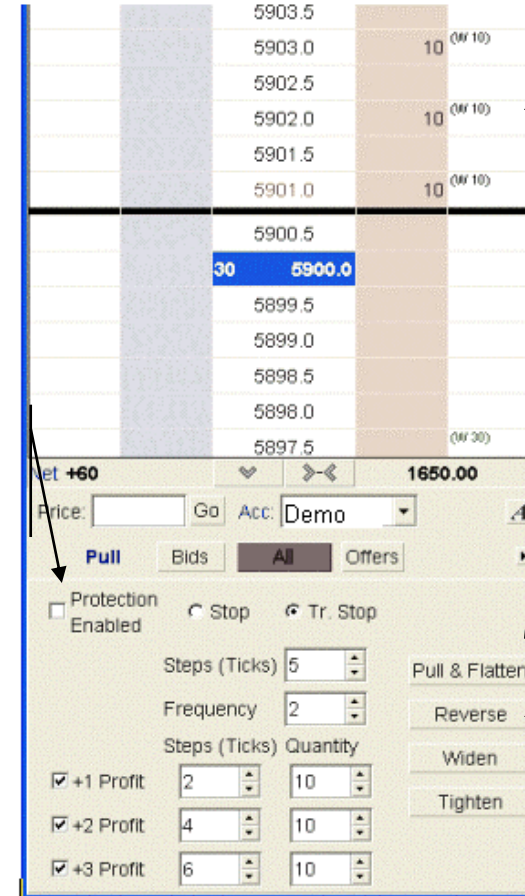 5903.5
5903.0 10 (W 10)
5902.5
5902.0 10 (W 10)
5901.5
5901.0 10 (W 10)
5900.5
30 5900.0
5899.5
5899.0
5898.5
5898.0
5897.5 (W 30)
Net +60 1650.00
Price: Go Acc: Demo A
Pull Bids All Offers
Protection Enabled Stop Tr. Stop
Steps (Ticks) 5 Pull & Flatten
Frequency 2 Reverse
Steps (Ticks) Quantity Widen
+1 Profit 2 10 Tighten
+2 Profit 4 10
+3 Profit 6 10